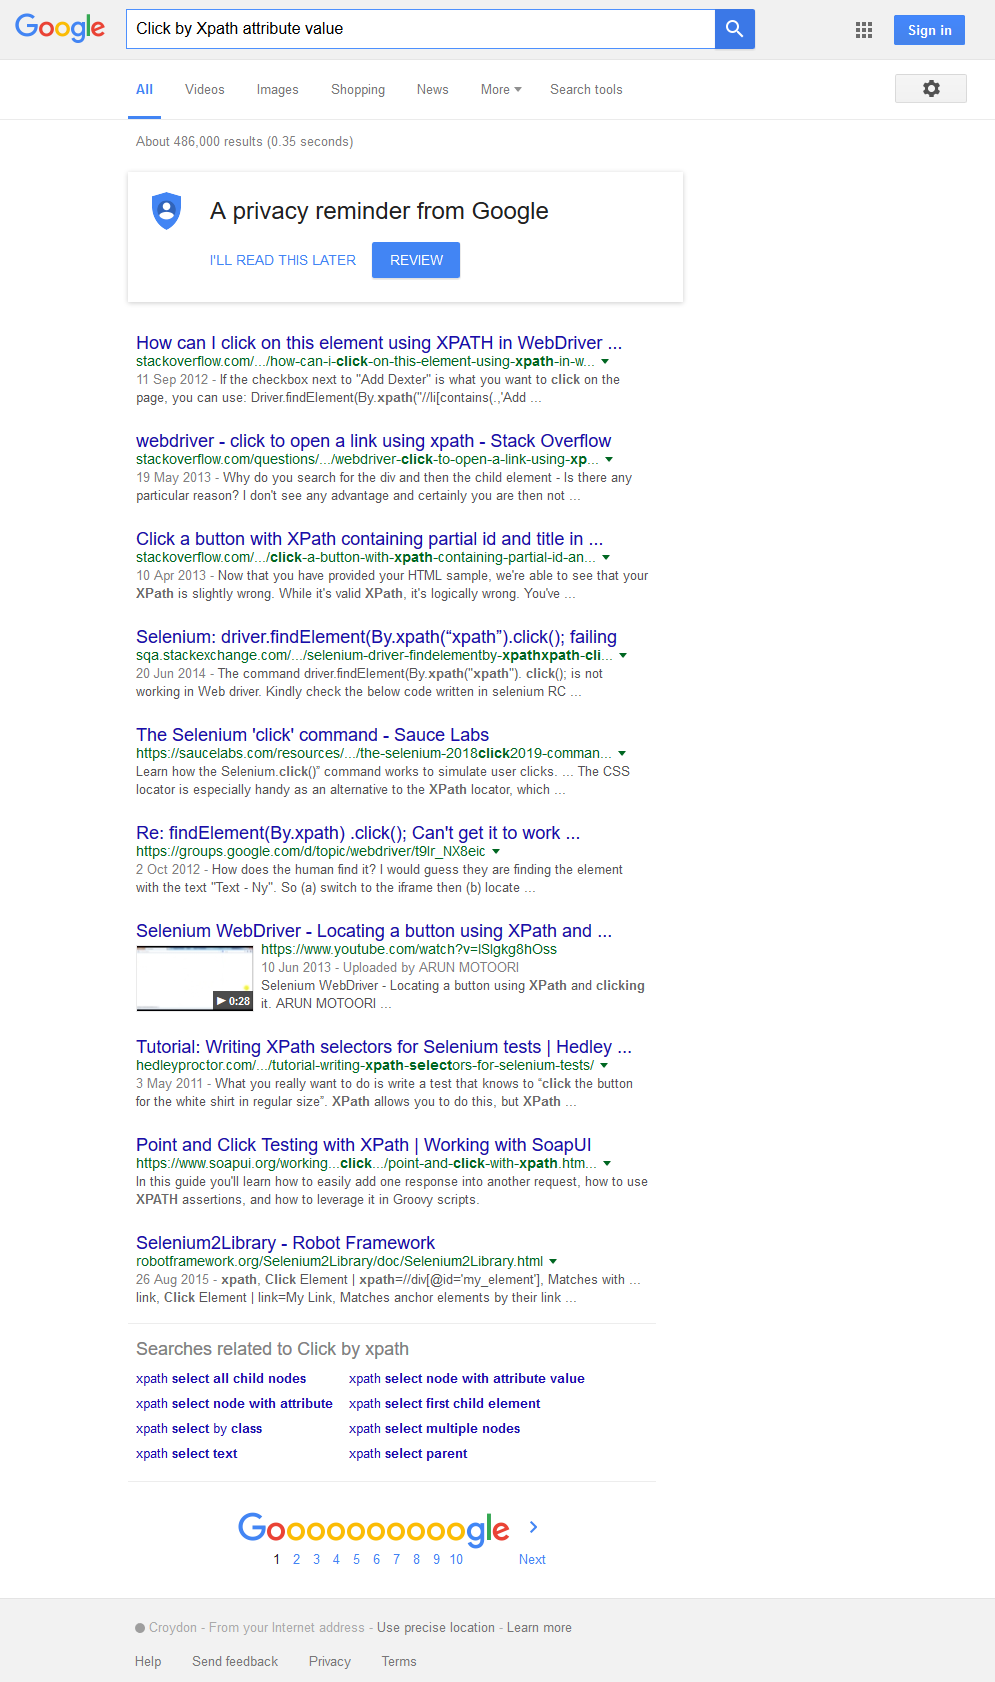 Google
Click by Xpath attribute value
Sign in
All Videos Images Shopping News More Search tools
About 486,000 results (0.35 seconds)
A privacy reminder from Google
I'LL READ THIS LATER REVIEW
How can I click on this element using XPATH in WebDriver ...
stackoverflow.com/.../how-can-i-click-on-this-element-using-xpath-in-w...
11 Sep 2012 - If the checkbox next to "Add Dexter" is what you want to click on the
page, you can use: Driver.findElement(By.xpath("//li[contains(.,'Add ...
webdriver - click to open a link using xpath - Stack Overflow
stackoverflow.com/questions/.../webdriver-click-to-open-a-link-using-xp...
19 May 2013 - Why do you search for the div and then the child element - Is there any
particular reason? I don't see any advantage and certainly you are then not ...
Click a button with XPath containing partial id and title in ...
stackoverflow.com/.../click-a-button-with-xpath-containing-partial-id-an...
10 Apr 2013 - Now that you have provided your HTML sample, we're able to see that your
XPath is slightly wrong. While it's valid XPath, it's logically wrong. You've ...
Selenium: driver.findElement(By.xpath(“xpath”).click(); failing
sqa.stackexchange.com/.../selenium-driver-findelementby-xpathxpath-cli...
20 Jun 2014 - The command driver.findElement(By.xpath("xpath"). click(); is not
working in Web driver. Kindly check the below code written in selenium RC ...
The Selenium 'click' command - Sauce Labs
https://saucelabs.com/resources/.../the-selenium-2018click2019-comman...
Learn how the Selenium.click()” command works to simulate user clicks. ... The CSS
locator is especially handy as an alternative to the XPath locator, which ...
Re: findElement(By.xpath) .click(); Can't get it to work ...
https://groups.google.com/d/topic/webdriver/t9lr_NX8eic
2 Oct 2012 - How does the human find it? I would guess they are finding the element
with the text "Text - Ny". So (a) switch to the iframe then (b) locate ...
Selenium WebDriver - Locating a button using XPath and ...
https://www.youtube.com/watch?v=lSlgkg8hOss
10 Jun 2013 - Uploaded by ARUN MOTOORI
Selenium WebDriver - Locating a button using XPath and clicking
0:28 it. ARUN MOTOORI ...
Tutorial: Writing XPath selectors for Selenium tests | Hedley ...
hedleyproctor.com/.../tutorial-writing-xpath-selectors-for-selenium-tests/
3 May 2011 - What you really want to do is write a test that knows to “click the button
for the white shirt in regular size”. XPath allows you to do this, but XPath ...
Point and Click Testing with XPath | Working with SoapUI
https://www.soapui.org/working...click.../point-and-click-with-xpath.htm...
In this guide you'll learn how to easily add one response into another request, how to use
XPATH assertions, and how to leverage it in Groovy scripts.
Selenium2Library - Robot Framework
robotframework.org/Selenium2Library/doc/Selenium2Library.html
26 Aug 2015 - xpath, Click Element | xpath=//div[@id='my_element'], Matches with ...
link, Click Element | link=My Link, Matches anchor elements by their link ...
Searches related to Click by xpath
xpath select all child nodes xpath select node with attribute value
xpath select node with attribute xpath select first child element
xpath select by class xpath select multiple nodes
xpath select text xpath select parent
Goooooooooogle
1 2 3 4 5 6 7 8 9 10 Next
Croydon - From your Internet address - Use precise location - Learn more
Help Send feedback Privacy Terms